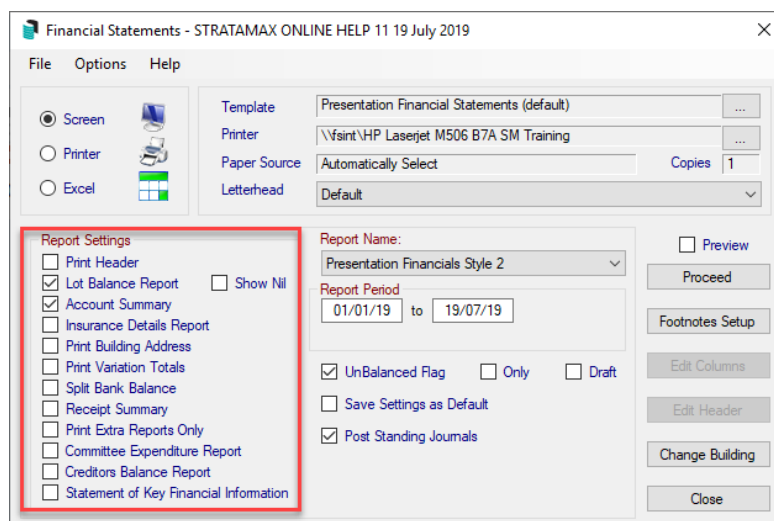 Financial Statements - STRATAMAX ONLINE HELP 11 19 July 2019
File Options Help
Screen
Printer
Excel
Template Presentation Financial Statements (default) ...
Printer \\fsint\HP Laserjet M506 B7A SM Training ...
Paper Source Automatically Select Copies 1
Letterhead Default
Report Settings
Print Header
Lot Balance Report Show Nil
Account Summary
Insurance Details Report
Print Building Address
Print Variation Totals
Split Bank Balance
Receipt Summary
Print Extra Reports Only
Committee Expenditure Report
Creditors Balance Report
Statement of Key Financial Information
Report Name:
Presentation Financials Style 2
Report Period
01/01/19 to 19/07/19
UnBalanced Flag Only Draft
Save Settings as Default
Post Standing Journals
Preview
Proceed
Footnotes Setup
Edit Columns
Edit Header
Change Building
Close